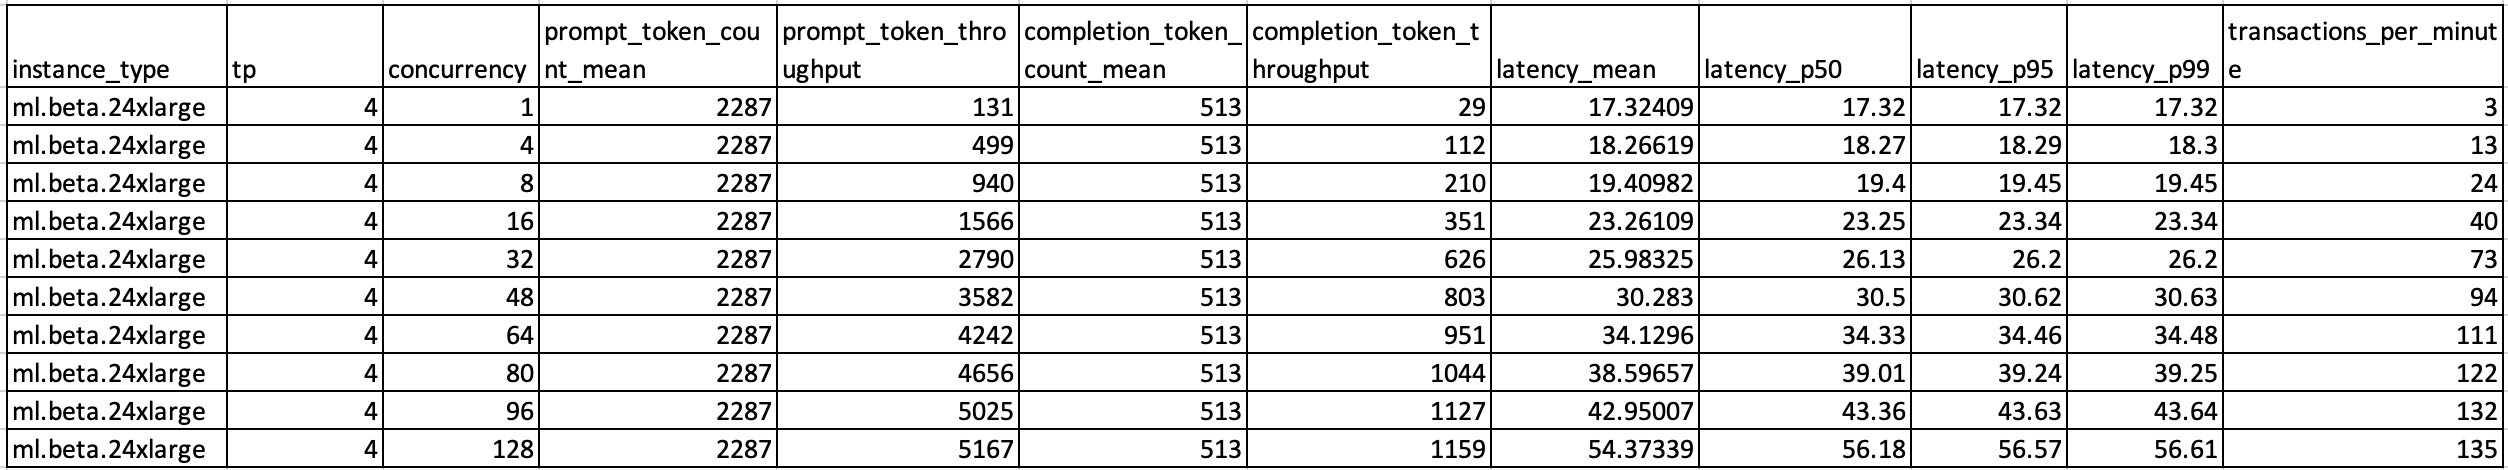 instance_type tp concurrency prompt_token_cou nt_mean prompt_token_thro ughput completion_token_ count_mean completion_token_t hroughput latency_mean latency_p50 latency_p95 latency_p99 transactions_per_minut e
ml.beta.24xlarge 4 1 2287 131 513 29 17.32409 17.32 17.32 17.32 3
ml.beta.24xlarge 4 4 2287 499 513 112 18.26619 18.27 18.29 18.3 13
ml.beta.24xlarge 4 8 2287 940 513 210 19.40982 19.4 19.45 19.45 24
ml.beta.24xlarge 4 16 2287 1566 513 351 23.26109 23.25 23.34 23.34 40
ml.beta.24xlarge 4 32 2287 2790 513 626 25.98325 26.13 26.2 26.2 73
ml.beta.24xlarge 4 48 2287 3582 513 803 30.283 30.5 30.62 30.63 94
ml.beta.24xlarge 4 64 2287 4242 513 951 34.1296 34.33 34.46 34.48 111
ml.beta.24xlarge 4 80 2287 4656 513 1044 38.59657 39.01 39.24 39.25 122
ml.beta.24xlarge 4 96 2287 5025 513 1127 42.95007 43.36 43.63 43.64 132
ml.beta.24xlarge 4 128 2287 5167 513 1159 54.37339 56.18 56.57 56.61 135